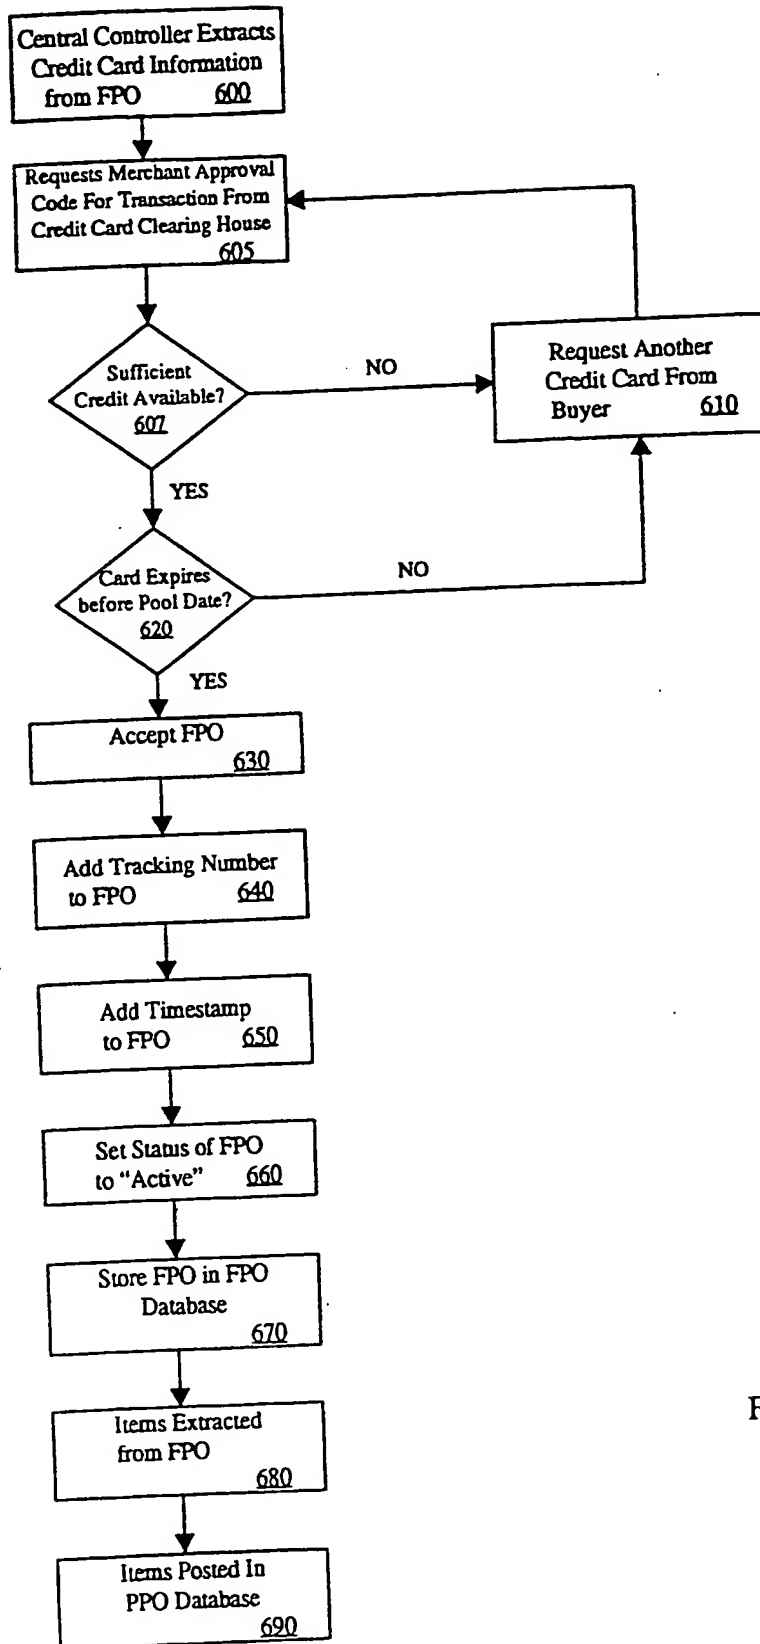 Central Controller Extracts
Credit Card Information
from FPO 600
Requests Merchant Approval
Code For Transaction From
Credit Card Clearing House
605
Sufficient
Credit Available?
607
NO
Request Another
Credit Card From
Buyer 610
YES
Card Expires
before Pool Date?
620
NO
YES
Accept FPO
630
Add Tracking Number
to FPO 640
Add Timestamp
to FPO 650
Set Status of FPO
to “Active” 660
Store FPO in FPO
Database
670
Items Extracted
from FPO
680
Items Posted In
PPO Database
690
F